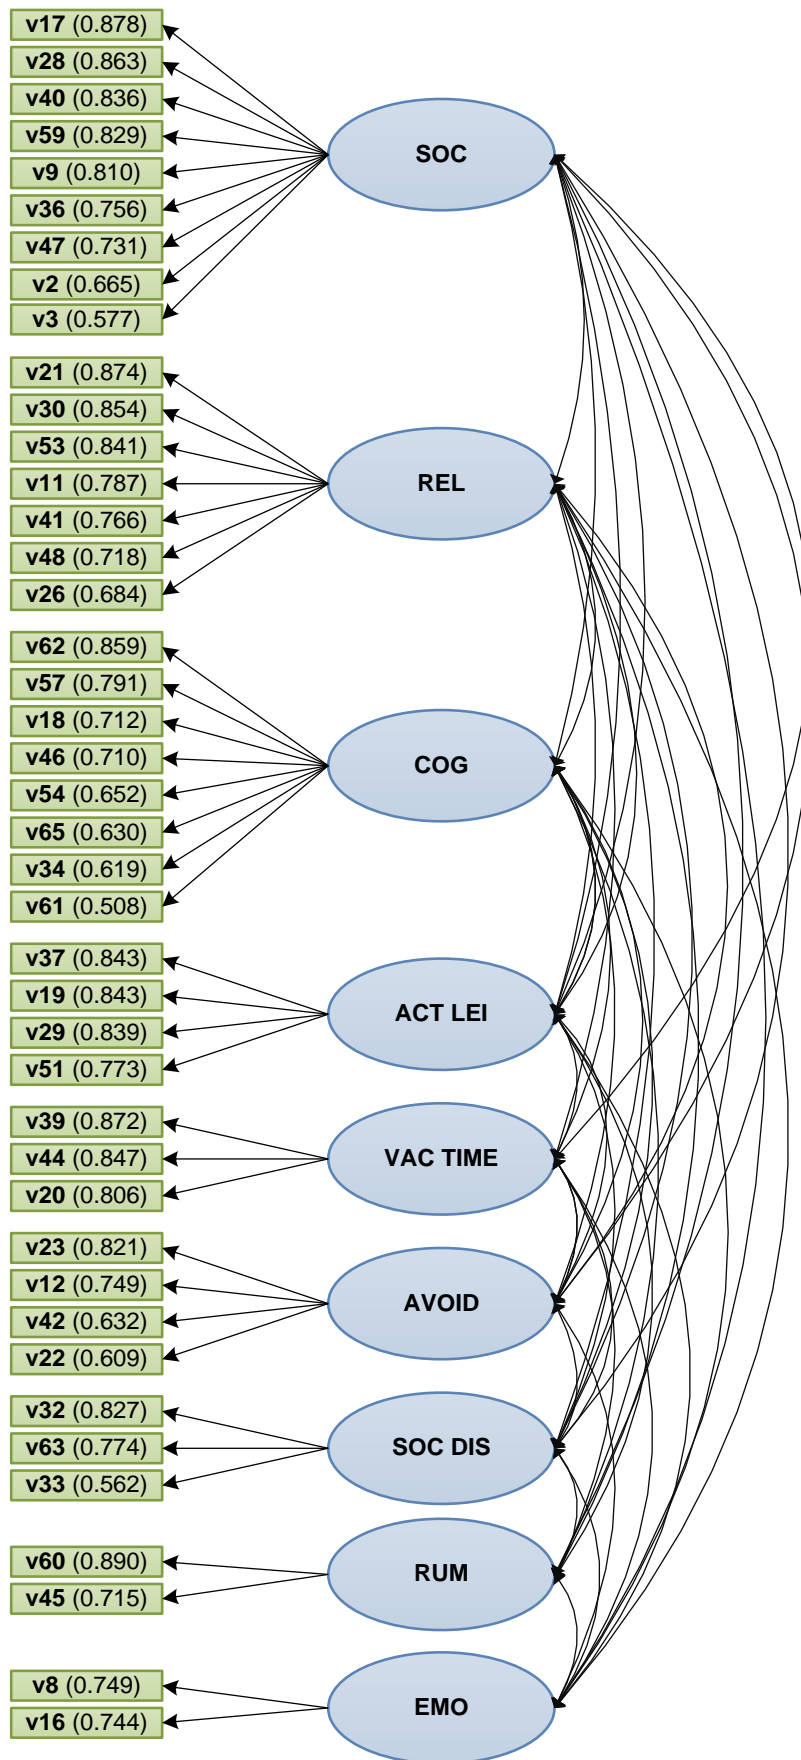 v17 (0.878)
v28 (0.863)
v40 (0.836)
v59 (0.829)
v9 (0.810)
v36 (0.756)
v47 (0.731)
v2 (0.665)
v3 (0.577)
SOC
v21 (0.874)
v30 (0.854)
v53 (0.841)
v11 (0.787)
v41 (0.766)
v48 (0.718)
v26 (0.684)
REL
v62 (0.859)
v57 (0.791)
v18 (0.712)
v46 (0.710)
v54 (0.652)
v65 (0.630)
v34 (0.619)
v61 (0.508)
COG
v37 (0.843)
v19 (0.843)
v29 (0.839)
v51 (0.773)
ACT LEI
v39 (0.872)
v44 (0.847)
v20 (0.806)
VAC TIME
v23 (0.821)
v12 (0.749)
v42 (0.632)
v22 (0.609)
AVOID
v32 (0.827)
v63 (0.774)
v33 (0.562)
SOC DIS
v60 (0.890)
v45 (0.715)
RUM
v8 (0.749)
v16 (0.744)
EMO